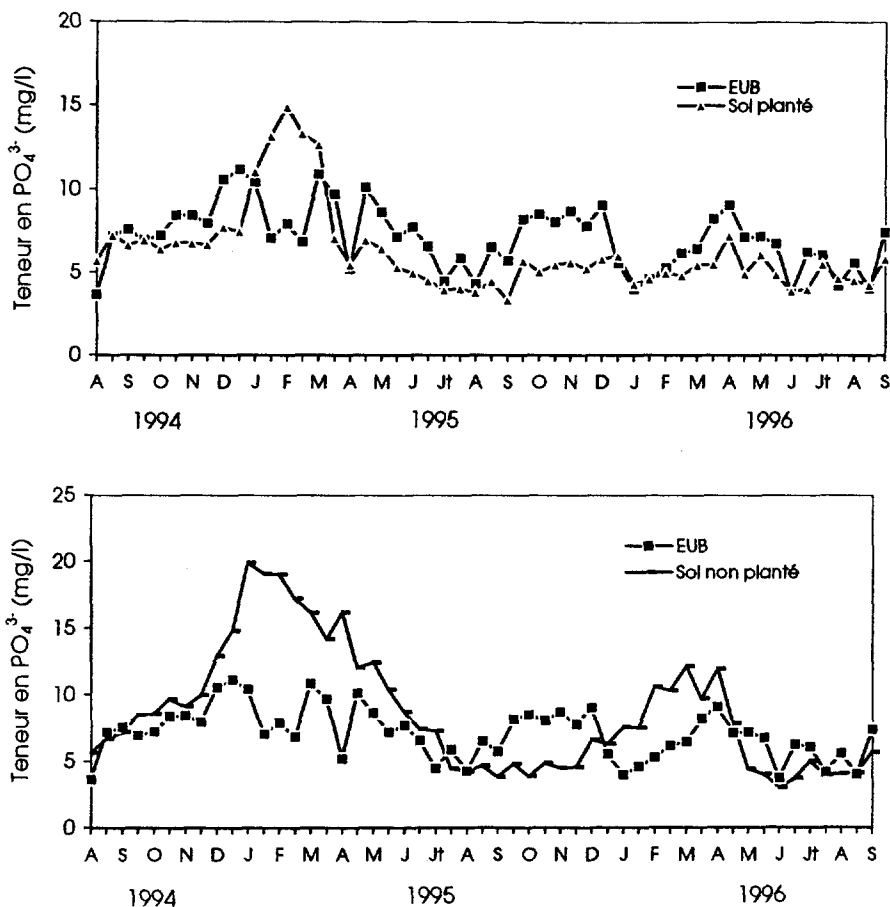 20
15
10
5
0
Teneur en PO₄³⁻ (mg/l)
EUB
Sol planté
A S O N D J F M A M J Jt A S O N D J F M A M J Jt A S
1994 1995 1996
25
20
15
10
5
0
Teneur en PO₄³⁻ (mg/l)
EUB
Sol non planté
A S O N D J F M A M J Jt A S O N D J F M A M J Jt A S
1994 1995 1996